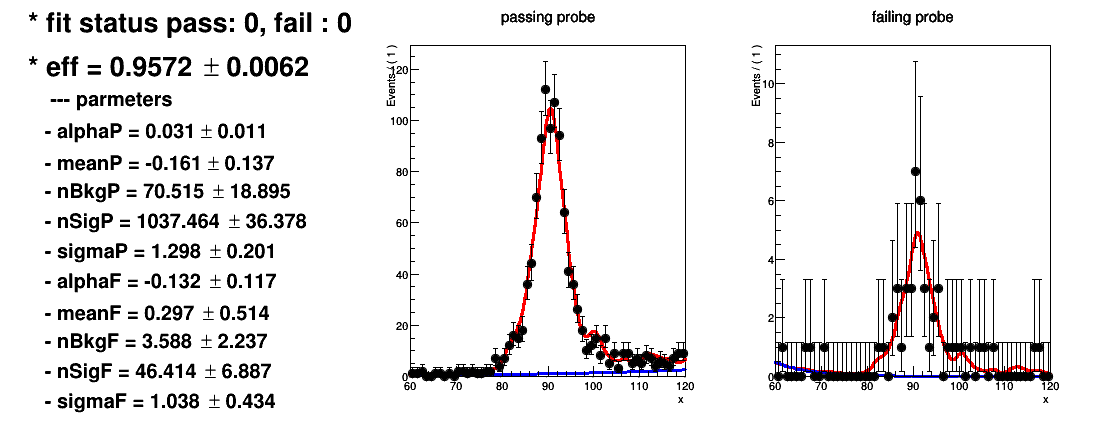 * fit status pass: 0, fail : 0
* eff = 0.9572 ± 0.0062
--- parmeters
- alphaP = 0.031 ± 0.011
- meanP = -0.161 ± 0.137
- nBkgP = 70.515 ± 18.895
- nSigP = 1037.464 ± 36.378
- sigmaP = 1.298 ± 0.201
- alphaF = -0.132 ± 0.117
- meanF = 0.297 ± 0.514
- nBkgF = 3.588 ± 2.237
- nSigF = 46.414 ± 6.887
- sigmaF = 1.038 ± 0.434
passing probe
Events / ( 1 )
120
100
80
60
40
20
0
60 70 80 90 100 110 120
x
failing probe
Events / ( 1 )
10
8
6
4
2
0
60 70 80 90 100 110 120
x